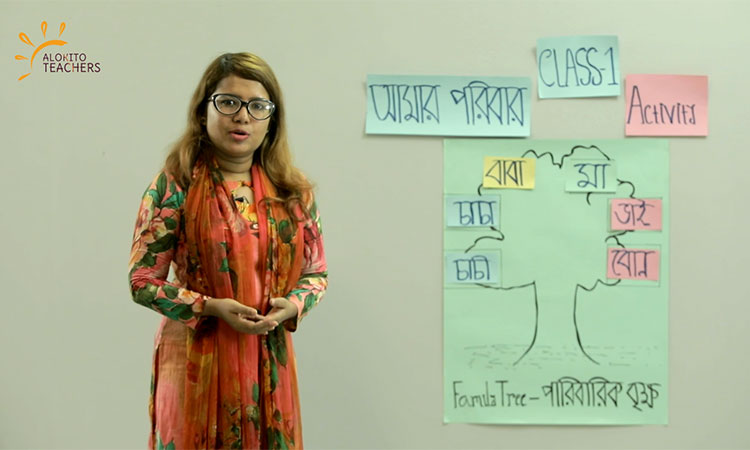 ALOKITO
TEACHERS
CLASS-1
আমার পরিবার
Activity
বাবা
মা
চাচা
ভাই
চাচী
বোন
Family Tree – পারিবারিক বৃক্ষ